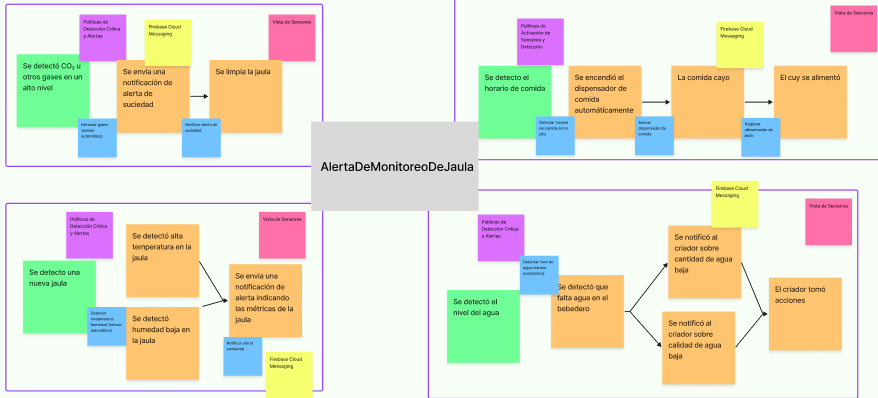 Políticas de
Detección Crítica
y Alertas
Firebase Cloud
Messaging
Vista de Sensores
Se detectó CO₂ u
otros gases en un
alto nivel
Se envía una
notificación de
alerta de
suciedad
Se limpia la jaula
Detectar gases
(sensor
automático)
Notificar alerta de
suciedad
Políticas de
Activación de
Sensores y
Detección
Firebase Cloud
Messaging
Vista de Sensores
Se detecto el
horario de comida
Se encendió el
dispensador de
comida
automáticamente
La comida cayo
El cuy se alimentó
Detectar horario
de comida
Activar
dispensador de
comida
Registrar
alimentación de
AlertaDeMonitoreoDeJaula
Políticas de
Detección Crítica
y Alertas
Vista de Sensores
Se detecto una
nueva jaula
Se detectó alta
temperatura en la
jaula
Se detectó
humedad baja en
la jaula
Se envía una
notificación de
alerta indicando
las métricas de la
jaula
Detectar
temperatura
humedad (sensor
automático)
Notificar alerta
ambiental
Firebase Cloud
Messaging
Políticas de
Detección Crítica
y Alertas
Firebase Cloud
Messaging
Vista de Sensores
Se detectó el
nivel del agua
Detectar nivel de
agua (sensor
automático)
Se detectó que
falta agua en el
bebedero
Se notificó al
criador sobre
cantidad de agua
baja
Se notificó al
criador sobre
calidad de agua
baja
El criador tomó
acciones